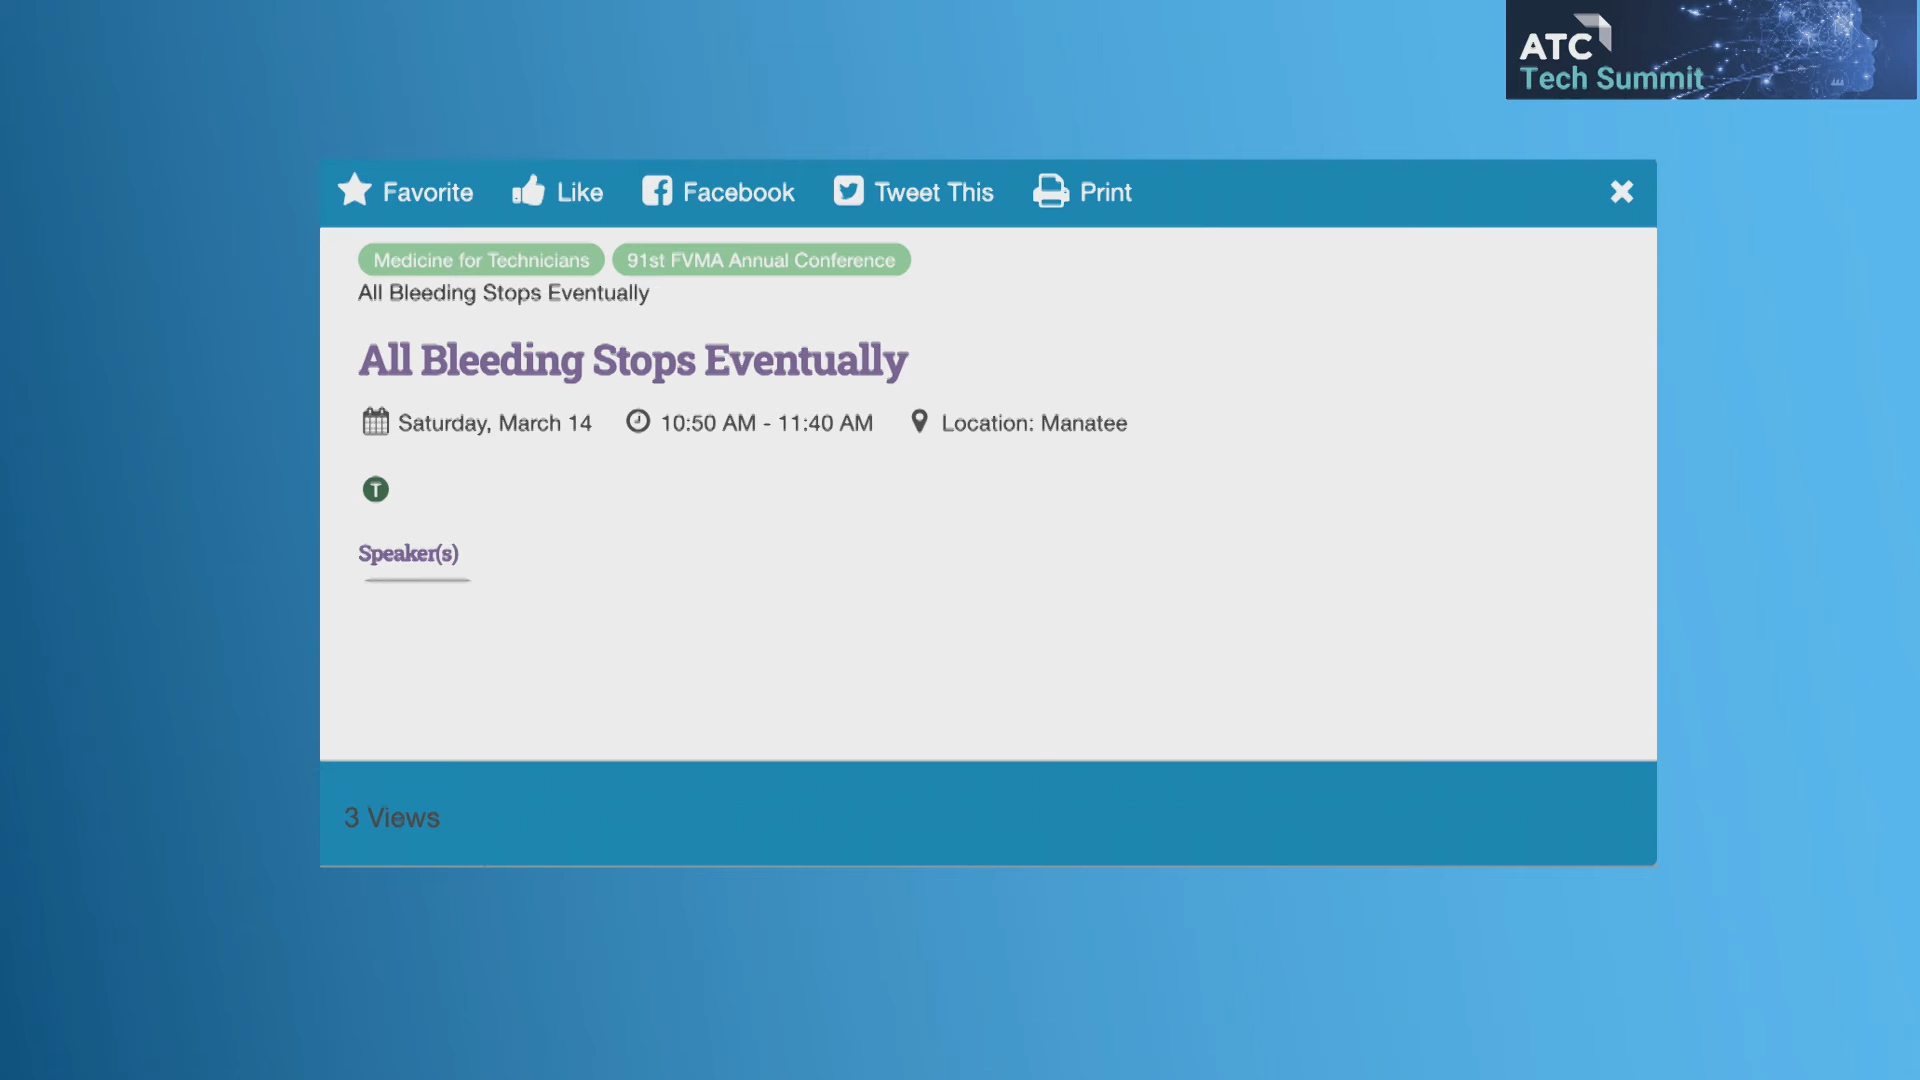 ATC
Tech Summit
Favorite Like Facebook Tweet This Print
Medicine for Technicians 91st FVMA Annual Conference
All Bleeding Stops Eventually
All Bleeding Stops Eventually
Saturday, March 14 10:50 AM - 11:40 AM Location: Manatee
T
Speaker(s)
3 Views